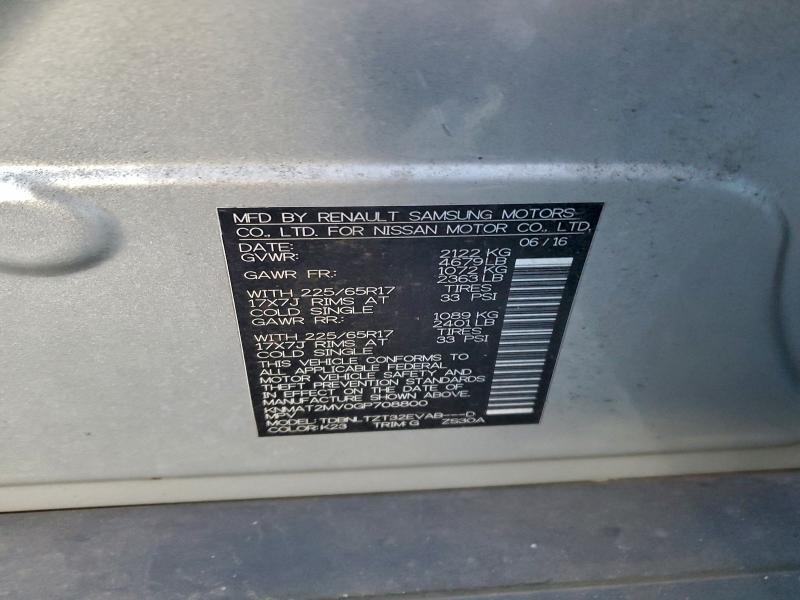 MFD BY RENAULT SAMSUNG MOTORS
CO., LTD. FOR NISSAN MOTOR CO., LTD.
DATE: 06/16
GVWR: 2122 KG
4679 LB
GAWR FR: 1072 KG
2363 LB
WITH 225/65R17 TIRES
17X7J RIMS AT 33 PSI
COLD SINGLE
GAWR RR: 1089 KG
2401 LB
WITH 225/65R17 TIRES
17X7J RIMS AT 33 PSI
COLD SINGLE
THIS VEHICLE CONFORMS TO
ALL APPLICABLE FEDERAL
MOTOR VEHICLE SAFETY AND
THEFT PREVENTION STANDARDS
IN EFFECT ON THE DATE OF
MANUFACTURE SHOWN ABOVE.
KNMAT2MV0GP708800
MPV
MODEL: TDBNLTZT32EVAB---D
COLOR: K23 TRIM: G ZS30A